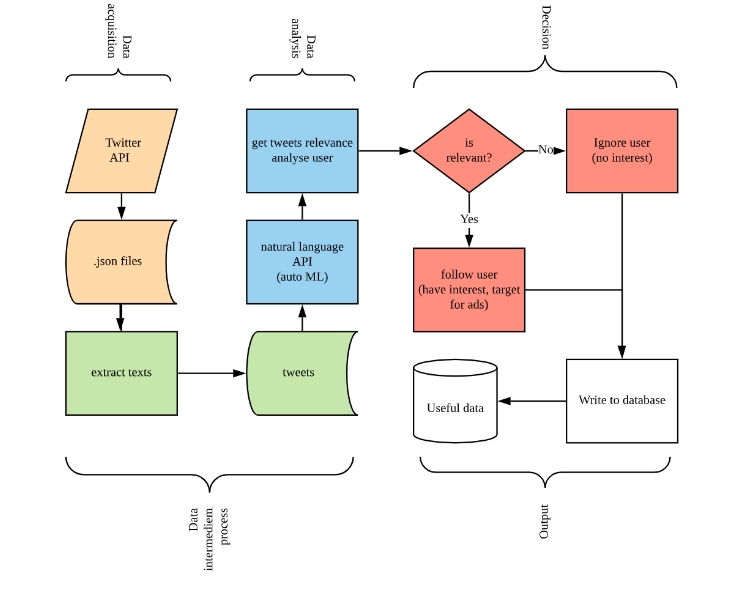 Data
acquisition
Data
analysis
Decision
Twitter
API
get tweets relevance
analyse user
is
relevant?
No
Ignore user
(no interest)
Yes
.json files
natural language
API
(auto ML)
follow user
(have interest, target
for ads)
extract texts
tweets
Useful data
Write to database
Data
intermediem
process
Output